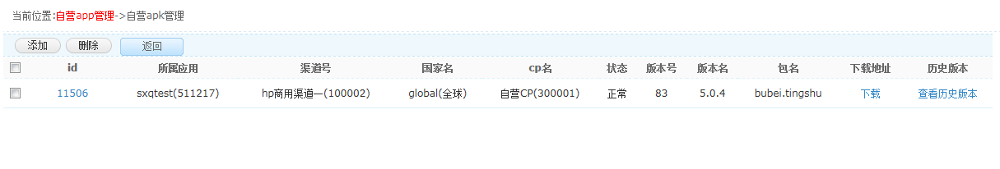 当前位置:自营app管理->自营apk管理
添加 删除 返回
id 所属应用 渠道号 国家名 cp名 状态 版本号 版本名 包名 下载地址 历史版本
11506 sxqtest(511217) hp商用渠道一(100002) global(全球) 自营CP(300001) 正常 83 5.0.4 bubei.tingshu 下载 查看历史版本